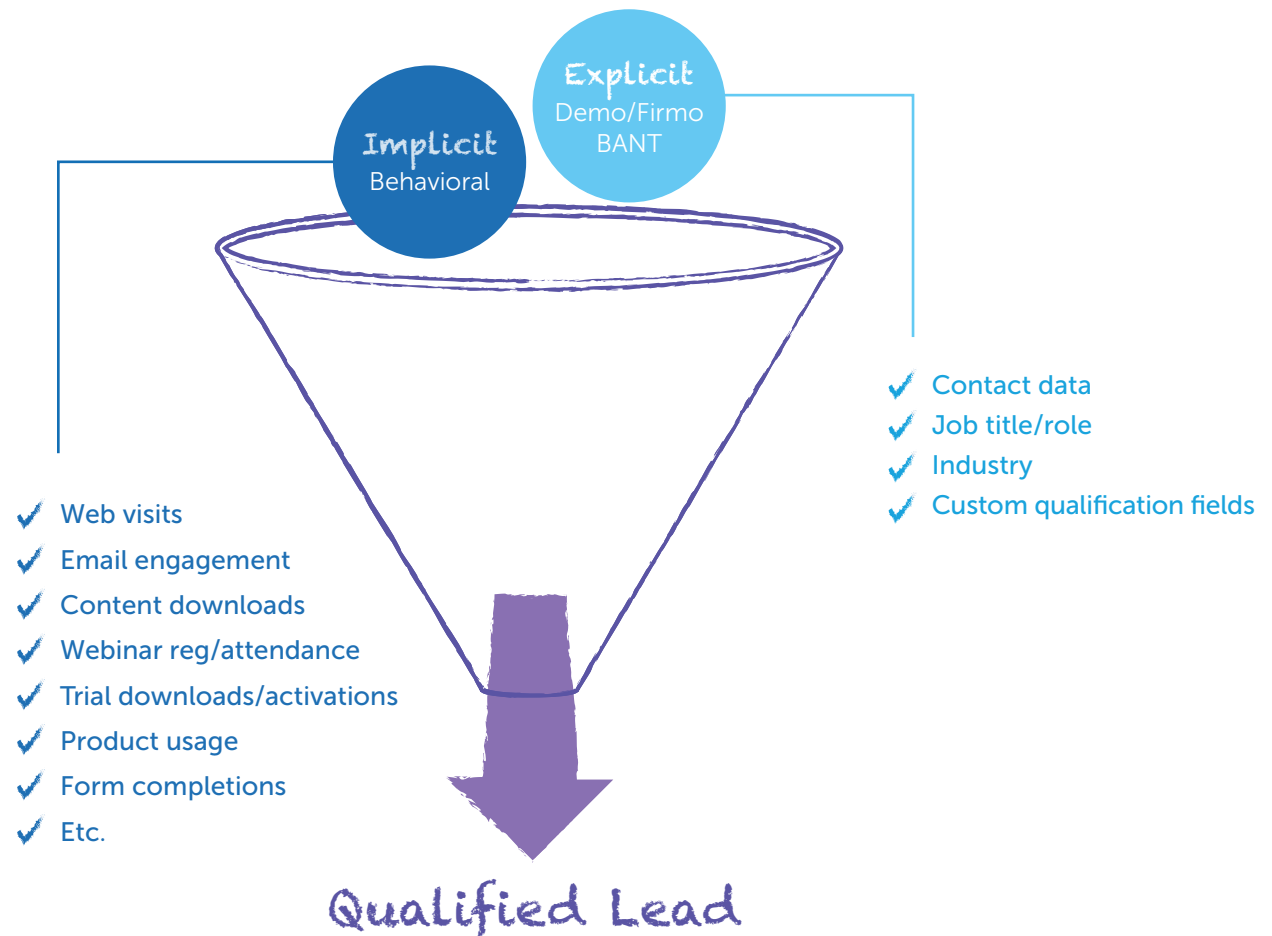 Explicit
Demo/Firmo
BANT
Implicit
Behavioral
Contact data
Job title/role
Industry
Custom qualification fields
Web visits
Email engagement
Content downloads
Webinar reg/attendance
Trial downloads/activations
Product usage
Form completions
Etc.
Qualified Lead